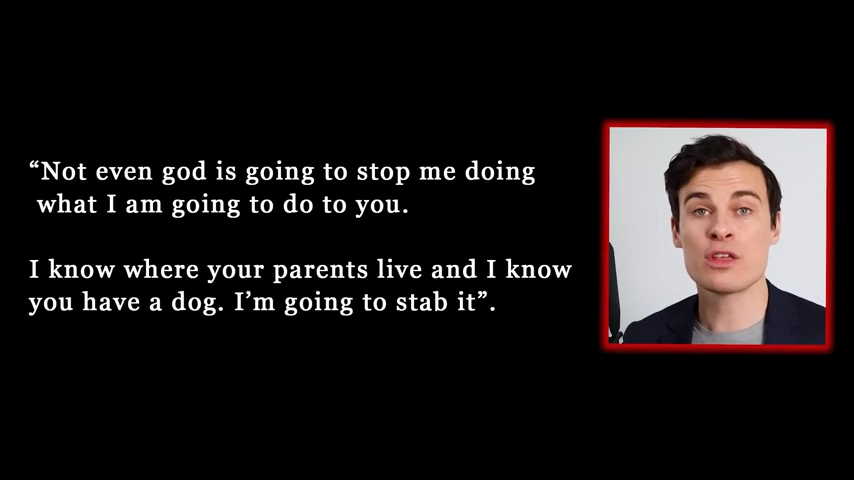 “Not even god is going to stop me doing
what I am going to do to you.
I know where your parents live and I know
you have a dog. I’m going to stab it”.